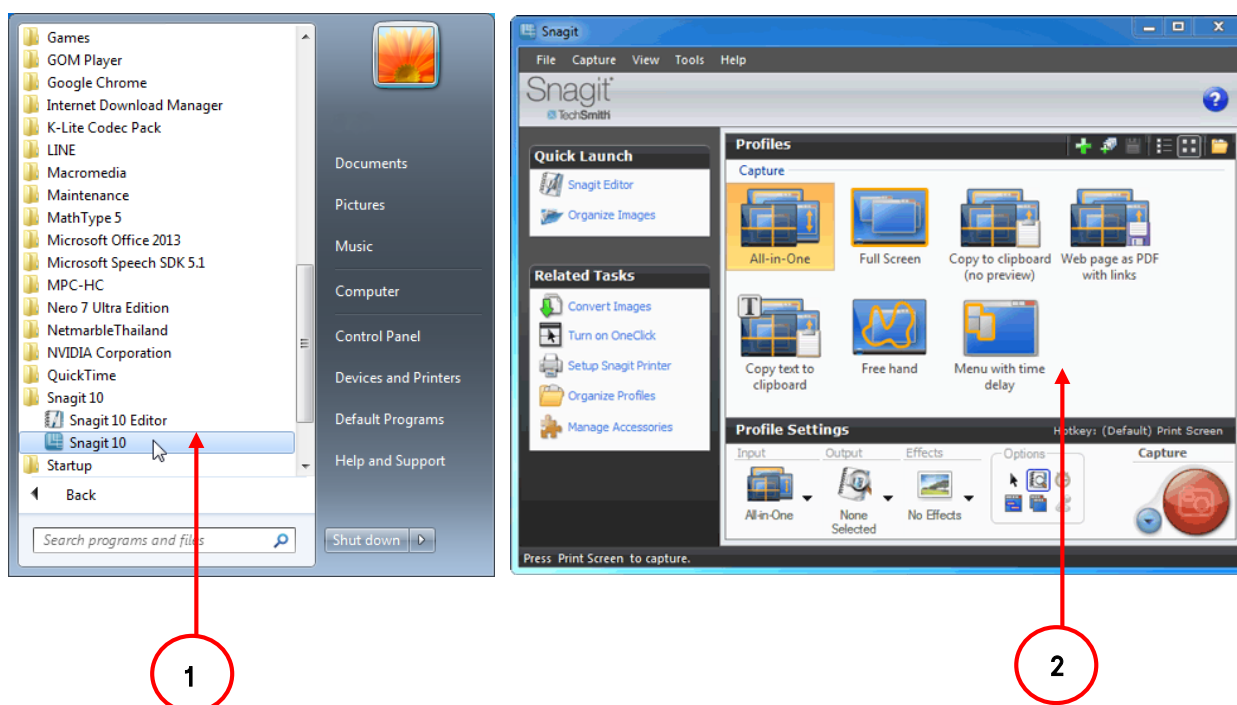 Games
GOM Player
Google Chrome
Internet Download Manager
K-Lite Codec Pack
LINE
Macromedia
Maintenance
MathType 5
Microsoft Office 2013
Microsoft Speech SDK 5.1
MPC-HC
Nero 7 Ultra Edition
NetmarbleThailand
NVIDIA Corporation
QuickTime
Snagit 10
Snagit 10 Editor
Snagit 10
Startup
Back
Search programs and files
Documents
Pictures
Music
Computer
Control Panel
Devices and Printers
Default Programs
Help and Support
Shut down
1
Snagit
File Capture View Tools Help
Snagit
TechSmith
Quick Launch
Snagit Editor
Organize Images
Related Tasks
Convert Images
Turn on OneClick
Setup Snagit Printer
Organize Profiles
Manage Accessories
Profiles
Capture
All-in-One
Full Screen
Copy to clipboard
(no preview)
Web page as PDF
with links
T
Copy text to
clipboard
Free hand
Menu with time
delay
Profile Settings
Hotkey: (Default) Print Screen
Input
Output
Effects
Options
Capture
All-in-One
None
Selected
No Effects
Press Print Screen to capture.
2